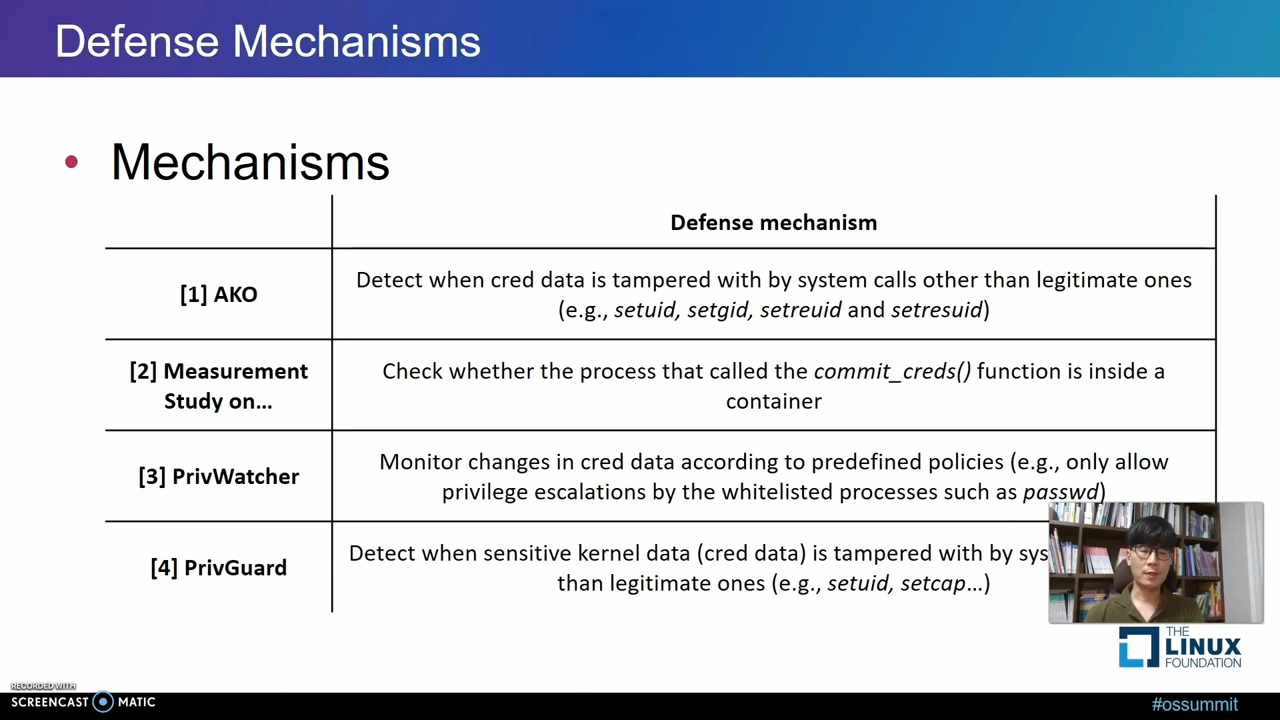 Defense Mechanisms
• Mechanisms
Defense mechanism
[1] AKO
Detect when cred data is tampered with by system calls other than legitimate ones
(e.g., setuid, setgid, setreuid and setresuid)
[2] Measurement
Study on...
Check whether the process that called the commit_creds() function is inside a
container
[3] PrivWatcher
Monitor changes in cred data according to predefined policies (e.g., only allow
privilege escalations by the whitelisted processes such as passwd)
[4] PrivGuard
Detect when sensitive kernel data (cred data) is tampered with by
than legitimate ones (e.g., setuid, setcap...)
THE
LINUX
FOUNDATION
RECORDED WITH
SCREENCAST MATIC
#ossummit